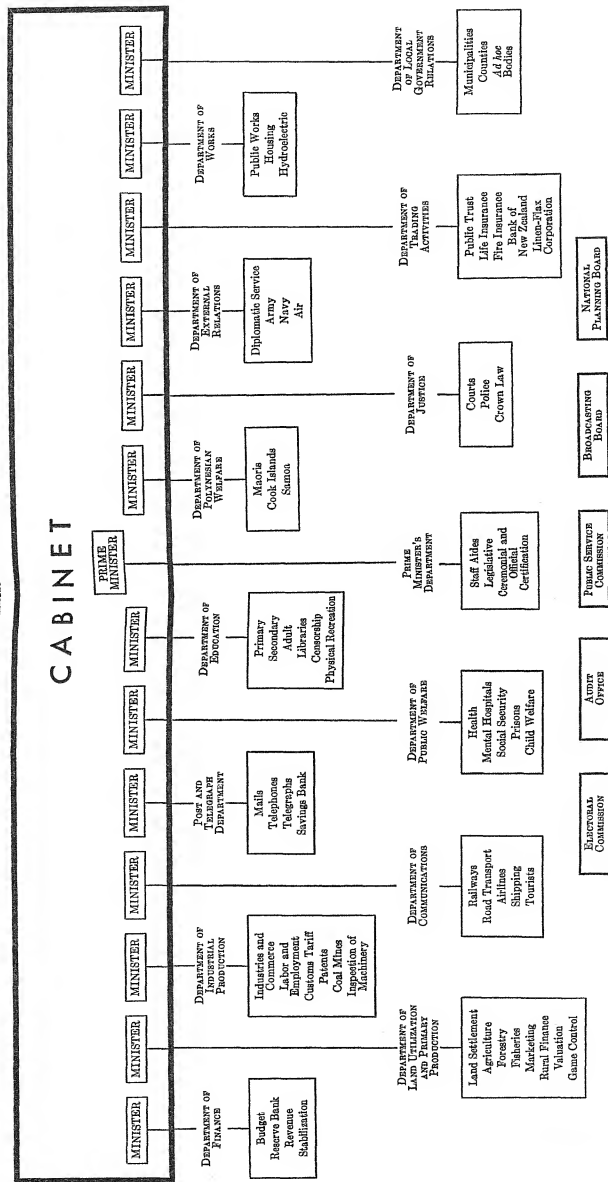 CABINET
PRIME
MINISTER
MINISTER
MINISTER
MINISTER
MINISTER
MINISTER
MINISTER
MINISTER
MINISTER
MINISTER
MINISTER
MINISTER
MINISTER
MINISTER
DEPARTMENT OF
FINANCE
Budget
Reserve Bank
Revenue
Stabilization
DEPARTMENT OF
INDUSTRIAL
PRODUCTION
Industries and
Commerce
Labor and
Employment
Customs Tariff
Patents
Coal Mines
Inspection of
Machinery
POST AND
TELEGRAPH
DEPARTMENT
Mails
Telephones
Telegraphs
Savings Bank
DEPARTMENT OF
EDUCATION
Primary
Secondary
Adult
Libraries
Censorship
Physical Recreation
DEPARTMENT OF
POLYNESIAN
WELFARE
Maoris
Cook Islands
Samoa
DEPARTMENT OF
EXTERNAL
RELATIONS
Diplomatic Service
Army
Navy
Air
DEPARTMENT OF
WORKS
Public Works
Housing
Hydroelectric
DEPARTMENT OF
LAND UTILIZATION
AND PRIMARY
PRODUCTION
Land Settlement
Agriculture
Forestry
Fisheries
Marketing
Rural Finance
Valuation
Game Control
DEPARTMENT OF
COMMUNICATIONS
Railways
Road Transport
Airlines
Shipping
Tourists
DEPARTMENT OF
PUBLIC WELFARE
Health
Mental Hospitals
Social Security
Prisons
Child Welfare
PRIME
MINISTER'S
DEPARTMENT
Staff Aides
Legislative
Ceremonial and
Official
Certification
DEPARTMENT OF
JUSTICE
Courts
Police
Crown Law
DEPARTMENT OF
TRADING
ACTIVITIES
Public Trust
Life Insurance
Fire Insurance
Bank of
New Zealand
Linen-Flax
Corporation
DEPARTMENT
OF LOCAL
GOVERNMENT
RELATIONS
Municipalities
Counties
Ad hoc
Bodies
ELECTORAL
COMMISSION
AUDIT
OFFICE
PUBLIC SERVICE
COMMISSION
BROADCASTING
BOARD
NATIONAL
PLANNING BOARD